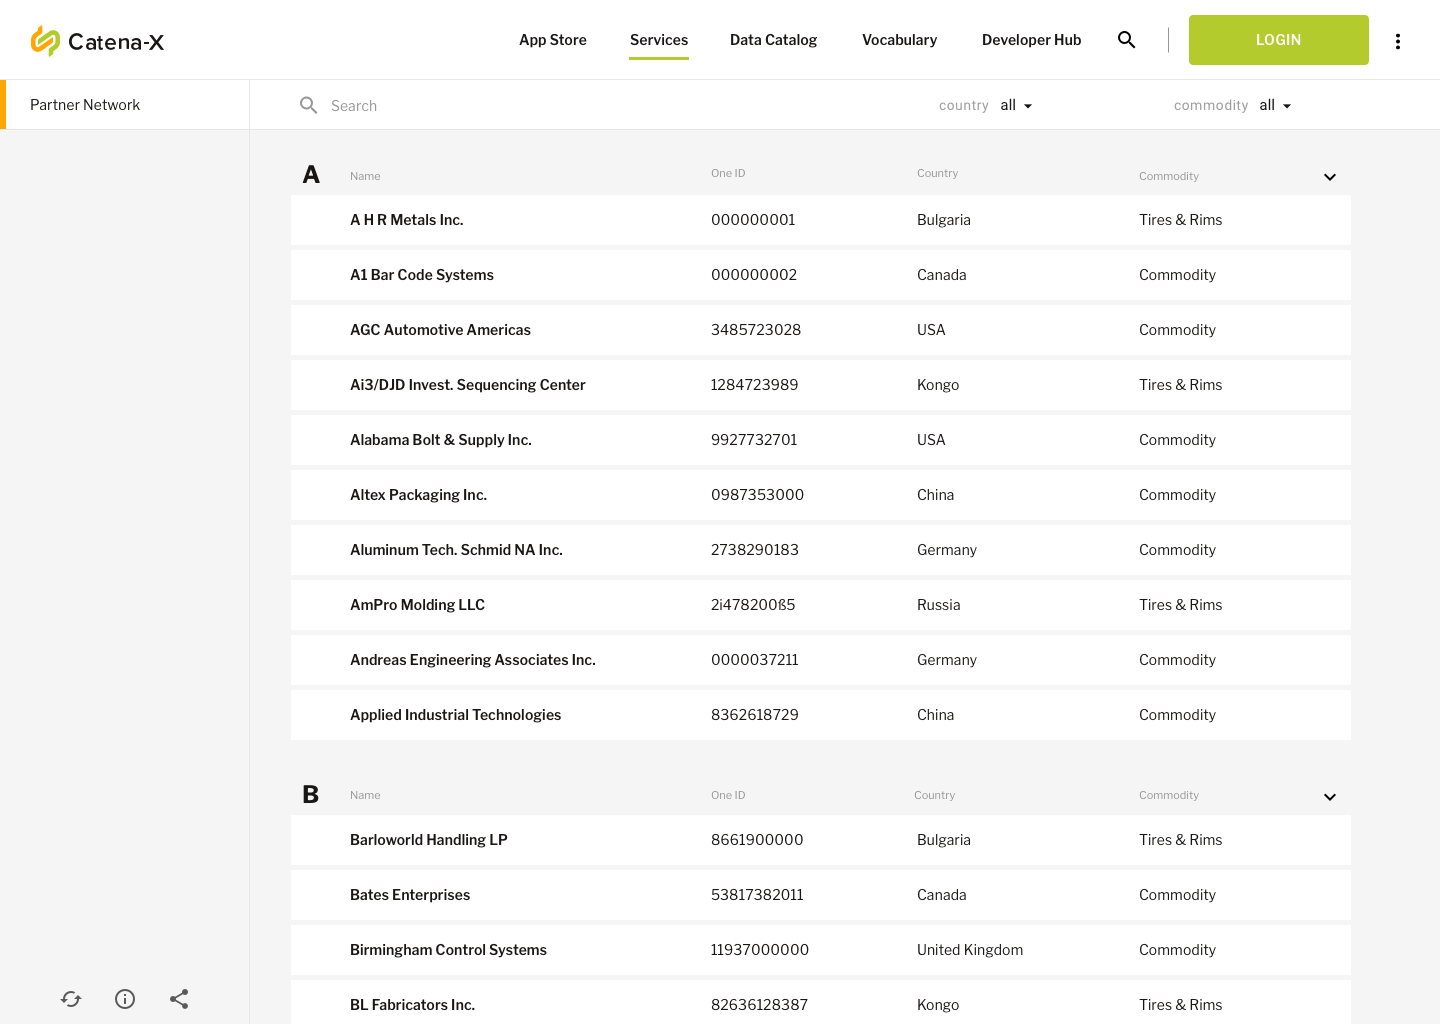 Catena-X
App Store Services Data Catalog Vocabulary Developer Hub LOGIN
Partner Network Search country all commodity all
A Name One ID Country Commodity
A H R Metals Inc. 000000001 Bulgaria Tires & Rims
A1 Bar Code Systems 000000002 Canada Commodity
AGC Automotive Americas 3485723028 USA Commodity
Ai3/DJD Invest. Sequencing Center 1284723989 Kongo Tires & Rims
Alabama Bolt & Supply Inc. 9927732701 USA Commodity
Altex Packaging Inc. 0987353000 China Commodity
Aluminum Tech. Schmid NA Inc. 2738290183 Germany Commodity
AmPro Molding LLC 2i478200ß5 Russia Tires & Rims
Andreas Engineering Associates Inc. 0000037211 Germany Commodity
Applied Industrial Technologies 8362618729 China Commodity
B Name One ID Country Commodity
Barloworld Handling LP 8661900000 Bulgaria Tires & Rims
Bates Enterprises 53817382011 Canada Commodity
Birmingham Control Systems 11937000000 United Kingdom Commodity
BL Fabricators Inc. 82636128387 Kongo Tires & Rims